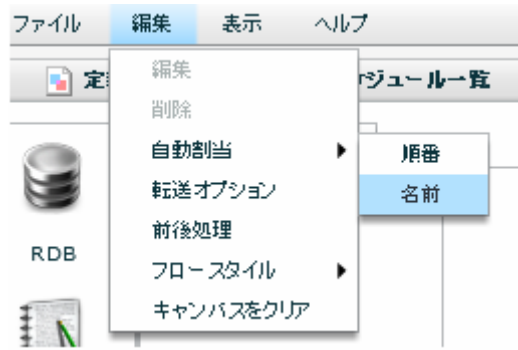 ファイル 編集 表示 ヘルプ
定 ジュール一覧
編集
削除
自動割当
順番
転送オプション
名前
前後処理
RDB
フロースタイル
キャンバスをクリア